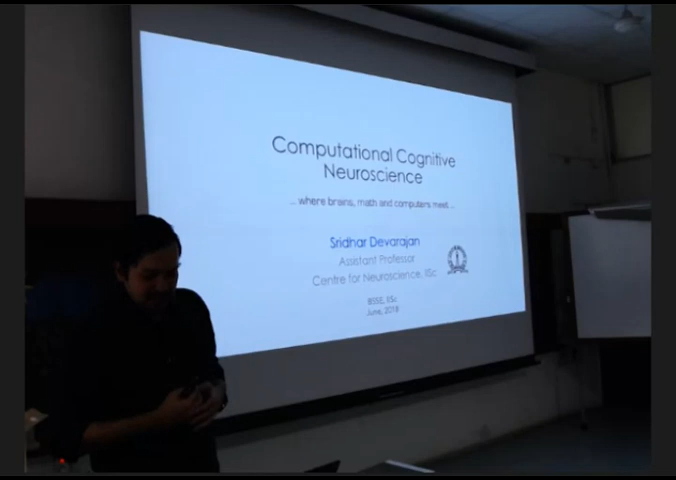 Computational Cognitive
Neuroscience
... where brains, math and computers meet ...
Sridhar Devarajan
Assistant Professor
Centre for Neuroscience, IISc
BSSE, IISc
June, 2018